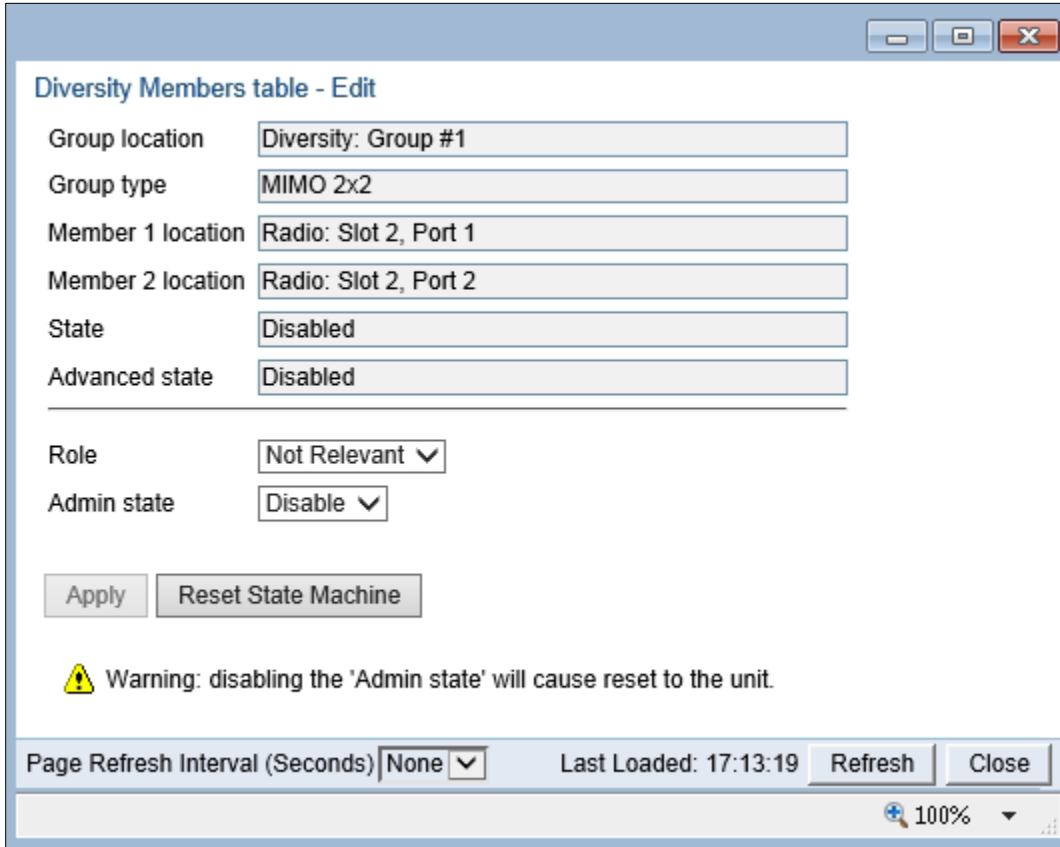 Diversity Members table - Edit
Group location Diversity: Group #1
Group type MIMO 2x2
Member 1 location Radio: Slot 2, Port 1
Member 2 location Radio: Slot 2, Port 2
State Disabled
Advanced state Disabled
Role Not Relevant
Admin state Disable
Apply Reset State Machine
Warning: disabling the 'Admin state' will cause reset to the unit.
Page Refresh Interval (Seconds) None Last Loaded: 17:13:19 Refresh Close
100%